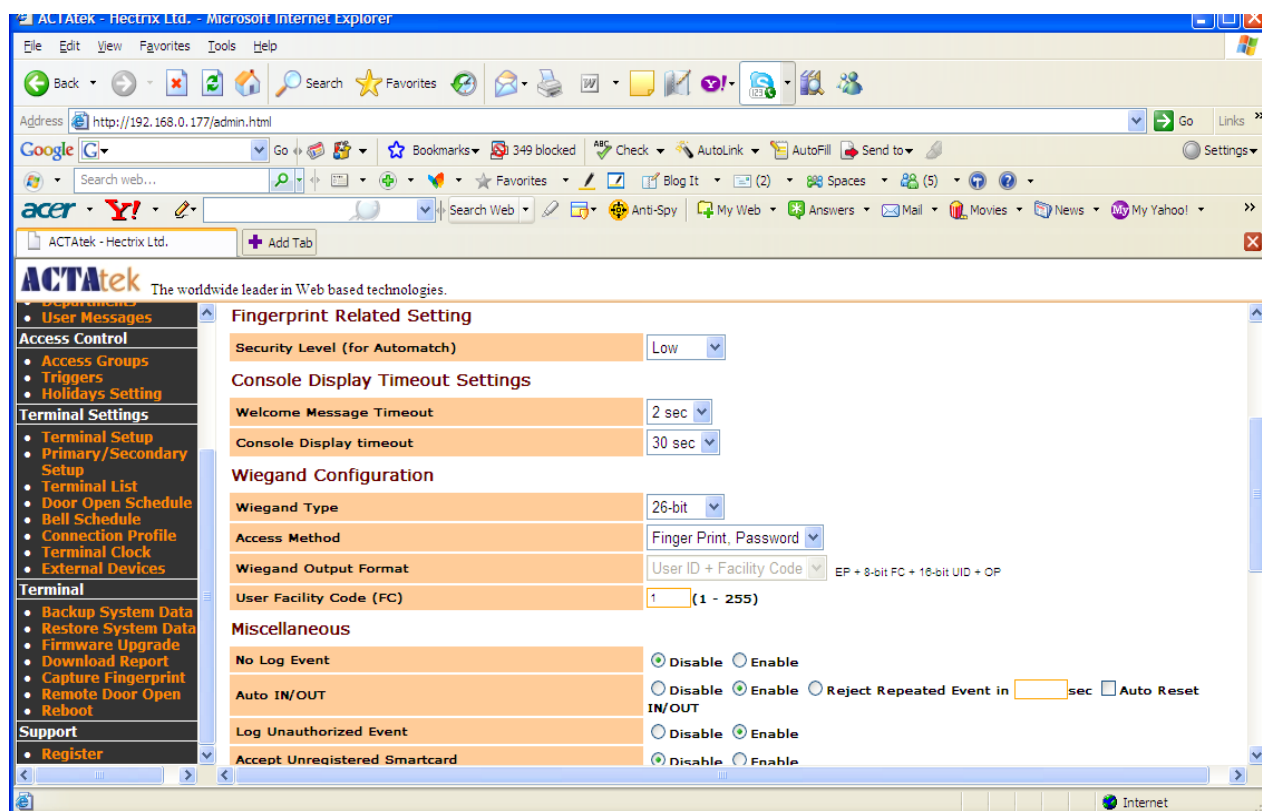 ACTAtek - Hectrix Ltd. - Microsoft Internet Explorer
File Edit View Favorites Tools Help
Back Search Favorites
Address http://192.168.0.177/admin.html Go Links »
Google G Go Bookmarks 349 blocked ABC Check AutoLink AutoFill Send to Settings
Search web... Favorites Blog It (2) Spaces (5)
acer Y! Search Web Anti-Spy My Web Answers Mail Movies News My Yahoo! »
ACTAtek - Hectrix Ltd. Add Tab
ACTAtek The worldwide leader in Web based technologies.
Departments
User Messages
Access Control
Access Groups
Triggers
Holidays Setting
Terminal Settings
Terminal Setup
Primary/Secondary
Setup
Terminal List
Door Open Schedule
Bell Schedule
Connection Profile
Terminal Clock
External Devices
Terminal
Backup System Data
Restore System Data
Firmware Upgrade
Download Report
Capture Fingerprint
Remote Door Open
Reboot
Support
Register
Fingerprint Related Setting
Security Level (for Automatch) Low
Console Display Timeout Settings
Welcome Message Timeout 2 sec
Console Display timeout 30 sec
Wiegand Configuration
Wiegand Type 26-bit
Access Method Finger Print, Password
Wiegand Output Format User ID + Facility Code EP + 8-bit FC + 16-bit UID + OP
User Facility Code (FC) 1 (1 - 255)
Miscellaneous
No Log Event Disable Enable
Auto IN/OUT Disable Enable Reject Repeated Event in sec Auto Reset
IN/OUT
Log Unauthorized Event Disable Enable
Accept Unregistered Smartcard Disable Enable
Internet